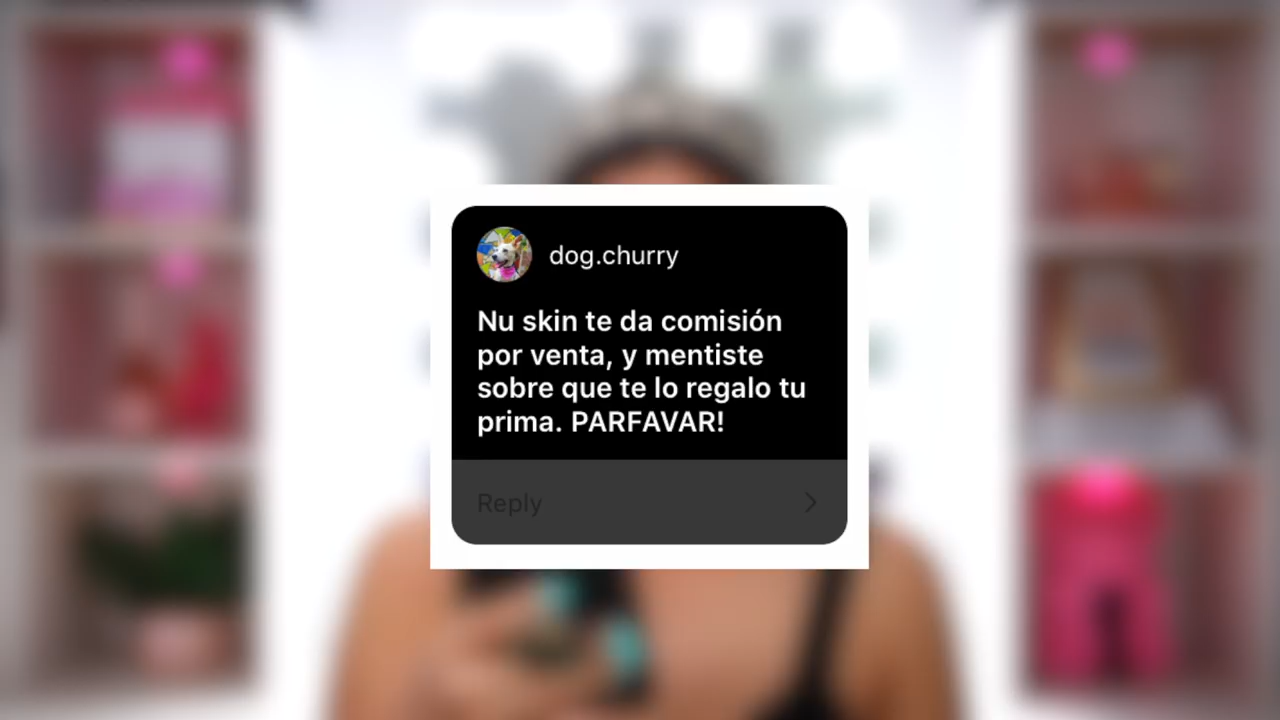 dog.churry
Nu skin te da comisión
por venta, y mentiste
sobre que te lo regalo tu
prima. PARFAVAR!
Reply